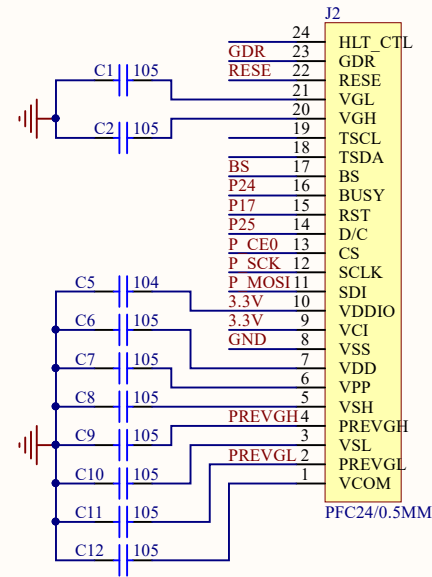 J2
24 HLT_CTL
GDR 23 GDR
RESE 22 RESE
C1 105 21 VGL
20 VGH
C2 105 19 TSCL
18 TSDA
BS 17 BS
P24 16 BUSY
P17 15 RST
P25 14 D/C
P_CE0 13 CS
P_SCK 12 SCLK
C5 104 P_MOSI 11 SDI
3.3V 10 VDDIO
C6 105 3.3V 9 VCI
GND 8 VSS
C7 105 7 VDD
6 VPP
C8 105 5 VSH
C9 105 PREVGH 4 PREVGH
C10 105 3 VSL
PREVGL 2 PREVGL
C11 105 1 VCOM
PFC24/0.5MM
C12 105